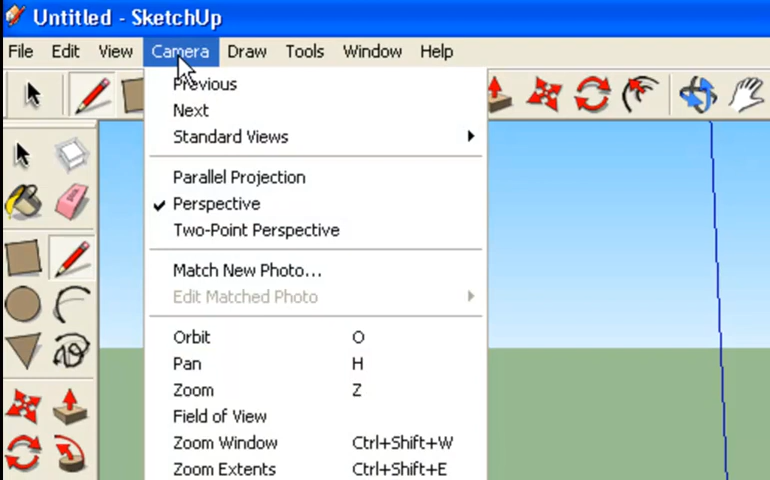 Untitled - SketchUp
File Edit View Camera Draw Tools Window Help
Previous
Next
Standard Views
Parallel Projection
Perspective
Two-Point Perspective
Match New Photo...
Edit Matched Photo
Orbit O
Pan H
Zoom Z
Field of View
Zoom Window Ctrl+Shift+W
Zoom Extents Ctrl+Shift+E